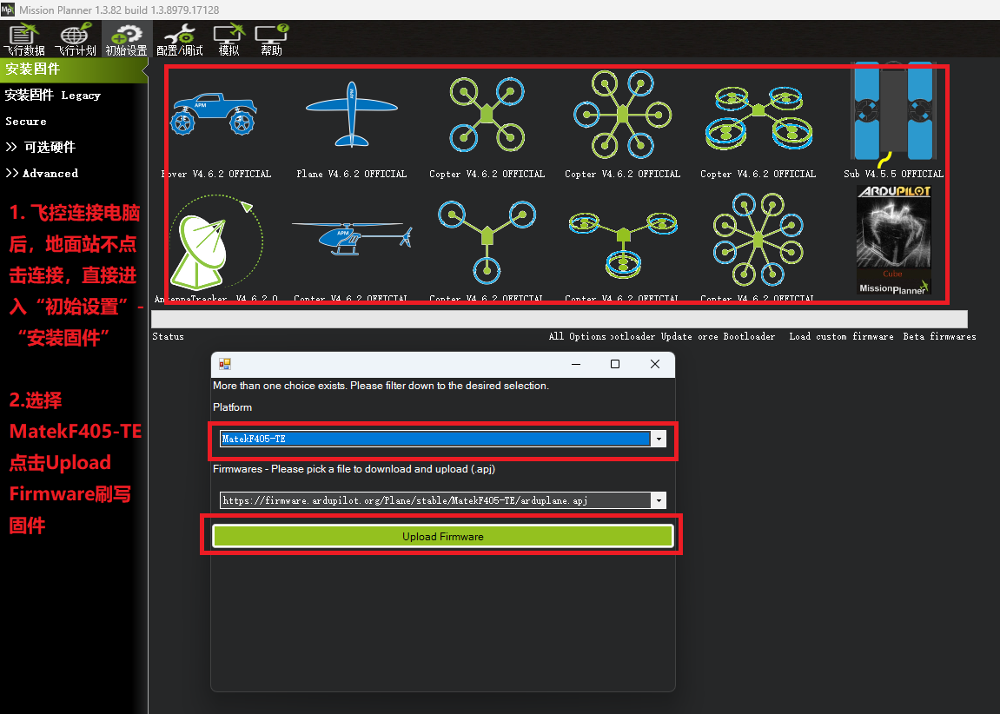 Mission Planner 1.3.82 build 1.3.8979.17128
飞行数据 飞行计划 初始设置 配置/调试 模拟 帮助
安装固件
安装固件 Legacy
Secure
>> 可选硬件
>> Advanced
1. 飞控连接电脑
后，地面站不点
击连接，直接进
入“初始设置”-
“安装固件”
2.选择
MatekF405-TE
点击Upload
Firmware刷写
固件
APM
APM
Rover V4.6.2 OFFICIAL Plane V4.6.2 OFFICIAL Copter V4.6.2 OFFICIAL Copter V4.6.2 OFFICIAL Copter V4.6.2 OFFICIAL Sub V4.5.5 OFFICIAL
APM
ARDUPILOT
Cube
MissionPlanner
AntennaTracker V4.6.2 O Copter V4.6.2 OFFICIAL Copter V4.6.2 OFFICIAL Copter V4.6.2 OFFICIAL Copter V4.6.2 OFFICIAL
Status All Options ootloader Update orce Bootloader Load custom firmware Beta firmwares
More than one choice exists. Please filter down to the desired selection.
Platform
MatekF405-TE
Firmwares - Please pick a file to download and upload (.apj)
https://firmware.ardupilot.org/Plane/stable/MatekF405-TE/arduplane.apj
Upload Firmware